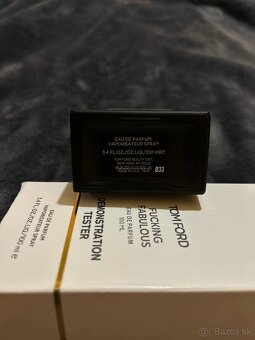 EAU DE PARFUM
VAPORISATEUR SPRAY
3.4 FL.OZ./OZ.LIQ./100 ml ℮
TOM FORD BEAUTY DIST.
NEW YORK, NY 10022
B33
TOM FORD
FUCKING
FABULOUS
EAU DE PARFUM
100 ML
DEMONSTRATION
TESTER
EAU DE PARFUM
VAPORISATEUR SPRAY
3.4 FL.OZ./OZ.LIQ./100 ml ℮
bazos.sk